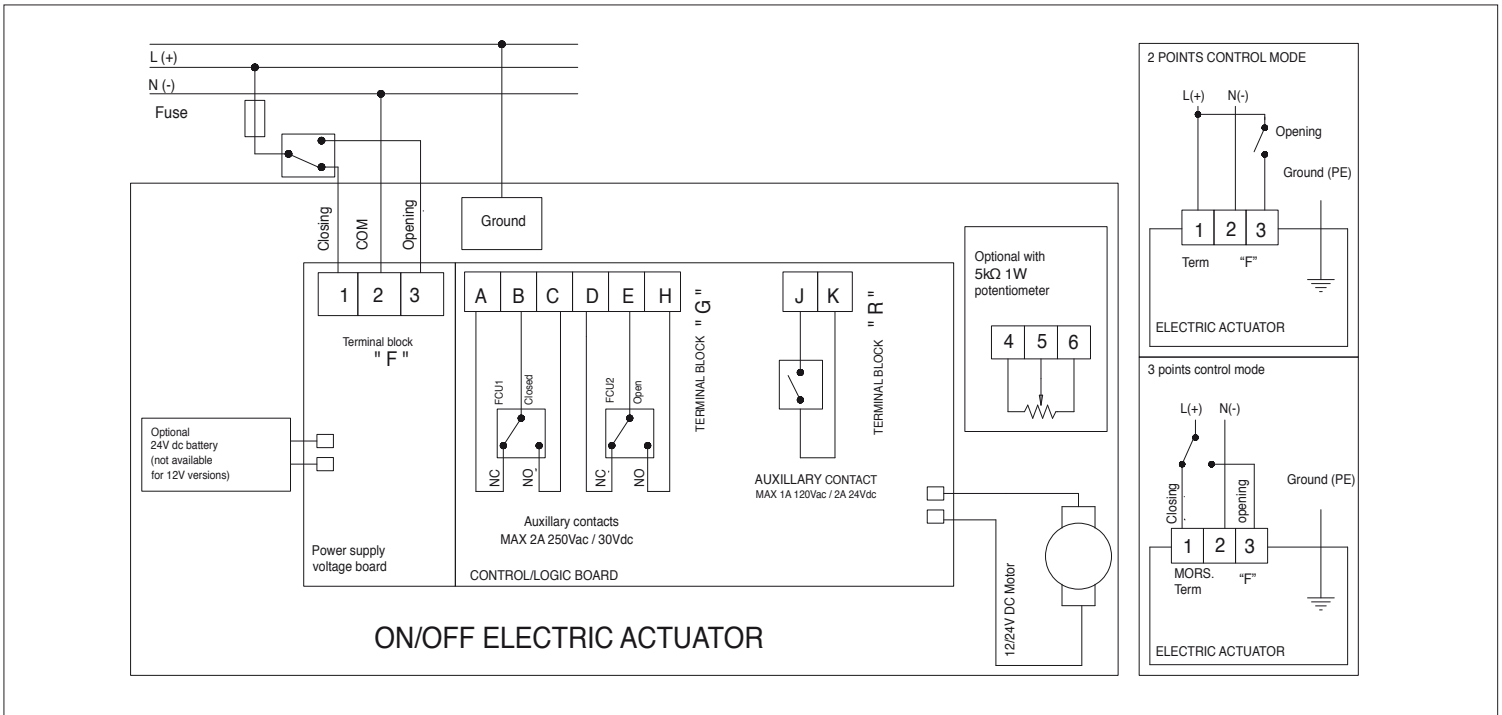 L (+)
N (-)
Fuse
Closing
COM
Opening
Ground
1 2 3
Terminal block
" F "
A B C D E H
TERMINAL BLOCK " G "
FCU1
Closed
FCU2
Open
NC
NO
NC
NO
Auxillary contacts
MAX 2A 250Vac / 30Vdc
J K
TERMINAL BLOCK " R "
AUXILLARY CONTACT
MAX 1A 120Vac / 2A 24Vdc
Optional with
5kΩ 1W
potentiometer
4 5 6
Optional
24V dc battery
(not available
for 12V versions)
Power supply
voltage board
CONTROL/LOGIC BOARD
12/24V DC Motor
ON/OFF ELECTRIC ACTUATOR
2 POINTS CONTROL MODE
L(+) N(-)
Opening
Ground (PE)
1 2 3
Term "F"
ELECTRIC ACTUATOR
3 points control mode
L(+) N(-)
Closing
opening
Ground (PE)
1 2 3
MORS.
Term "F"
ELECTRIC ACTUATOR